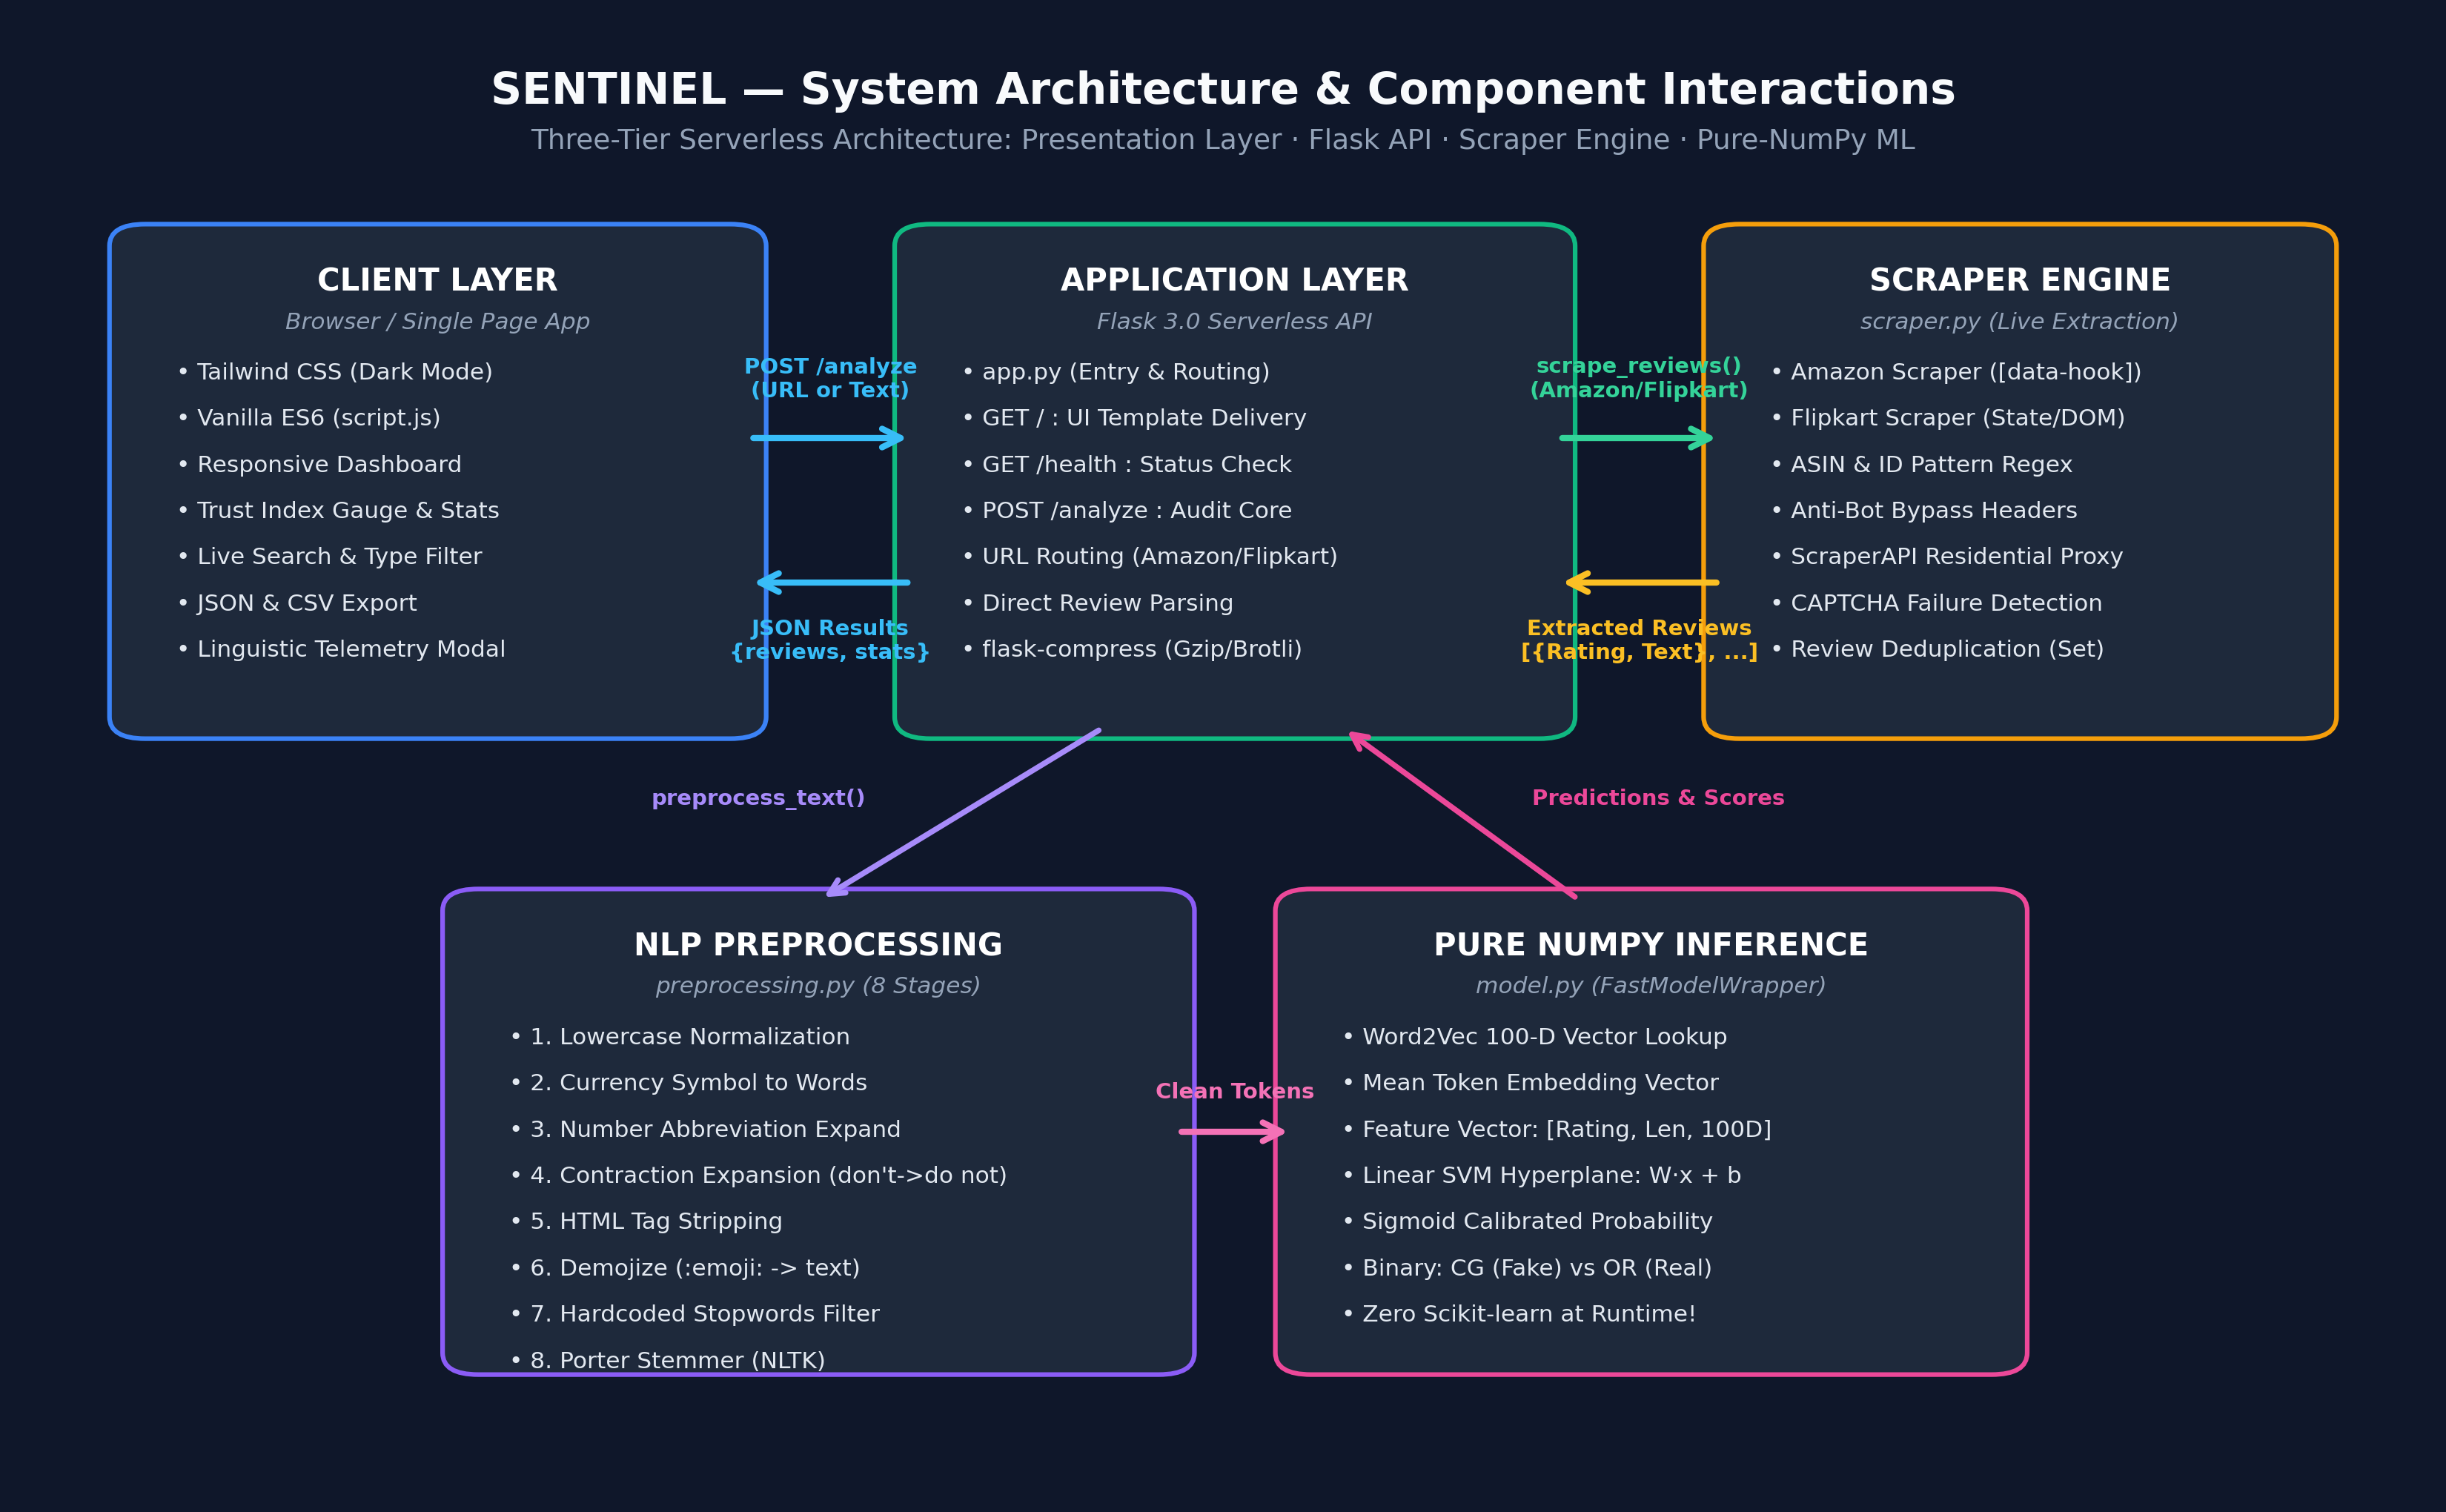 SENTINEL — System Architecture & Component Interactions
Three-Tier Serverless Architecture: Presentation Layer · Flask API · Scraper Engine · Pure-NumPy ML
CLIENT LAYER
Browser / Single Page App
• Tailwind CSS (Dark Mode)
• Vanilla ES6 (script.js)
• Responsive Dashboard
• Trust Index Gauge & Stats
• Live Search & Type Filter
• JSON & CSV Export
• Linguistic Telemetry Modal
POST /analyze
(URL or Text)
JSON Results
{reviews, stats}
APPLICATION LAYER
Flask 3.0 Serverless API
• app.py (Entry & Routing)
• GET / : UI Template Delivery
• GET /health : Status Check
• POST /analyze : Audit Core
• URL Routing (Amazon/Flipkart)
• Direct Review Parsing
• flask-compress (Gzip/Brotli)
scrape_reviews()
(Amazon/Flipkart)
Extracted Reviews
[{Rating, Text}, ...]
SCRAPER ENGINE
scraper.py (Live Extraction)
• Amazon Scraper ([data-hook])
• Flipkart Scraper (State/DOM)
• ASIN & ID Pattern Regex
• Anti-Bot Bypass Headers
• ScraperAPI Residential Proxy
• CAPTCHA Failure Detection
• Review Deduplication (Set)
preprocess_text()
Predictions & Scores
NLP PREPROCESSING
preprocessing.py (8 Stages)
• 1. Lowercase Normalization
• 2. Currency Symbol to Words
• 3. Number Abbreviation Expand
• 4. Contraction Expansion (don't->do not)
• 5. HTML Tag Stripping
• 6. Demojize (:emoji: -> text)
• 7. Hardcoded Stopwords Filter
• 8. Porter Stemmer (NLTK)
Clean Tokens
PURE NUMPY INFERENCE
model.py (FastModelWrapper)
• Word2Vec 100-D Vector Lookup
• Mean Token Embedding Vector
• Feature Vector: [Rating, Len, 100D]
• Linear SVM Hyperplane: W·x + b
• Sigmoid Calibrated Probability
• Binary: CG (Fake) vs OR (Real)
• Zero Scikit-learn at Runtime!